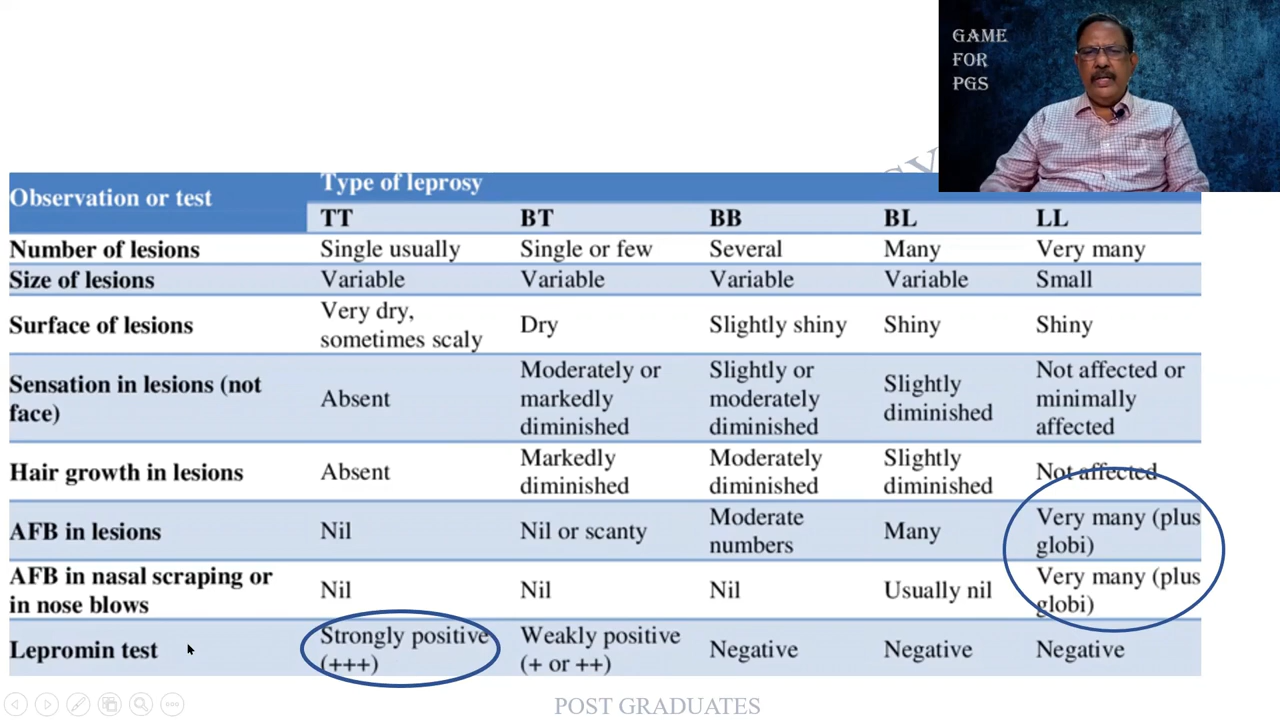 GAME
FOR
PGS
Observation or test
Type of leprosy
TT BT BB BL LL
Number of lesions Single usually Single or few Several Many Very many
Size of lesions Variable Variable Variable Variable Small
Surface of lesions Very dry, sometimes scaly Dry Slightly shiny Shiny Shiny
Sensation in lesions (not face) Absent Moderately or markedly diminished Slightly or moderately diminished Slightly diminished Not affected or minimally affected
Hair growth in lesions Absent Markedly diminished Moderately diminished Slightly diminished Not affected
AFB in lesions Nil Nil or scanty Moderate numbers Many Very many (plus globi)
AFB in nasal scraping or in nose blows Nil Nil Nil Usually nil Very many (plus globi)
Lepromin test Strongly positive (+++) Weakly positive (+ or ++) Negative Negative Negative
POST GRADUATES